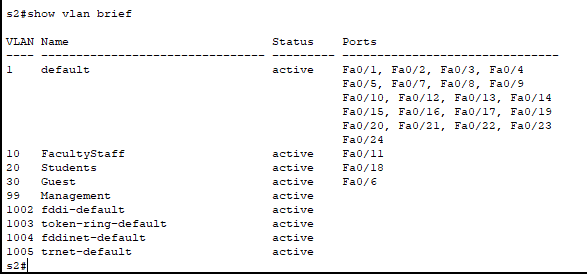 s2#show vlan brief
VLAN Name                             Status    Ports
---- -------------------------------- --------- -------------------------------
1    default                          active    Fa0/1, Fa0/2, Fa0/3, Fa0/4
                                                Fa0/5, Fa0/7, Fa0/8, Fa0/9
                                                Fa0/10, Fa0/12, Fa0/13, Fa0/14
                                                Fa0/15, Fa0/16, Fa0/17, Fa0/19
                                                Fa0/20, Fa0/21, Fa0/22, Fa0/23
                                                Fa0/24
10   FacultyStaff                     active    Fa0/11
20   Students                         active    Fa0/18
30   Guest                            active    Fa0/6
99   Management                       active
1002 fddi-default                     active
1003 token-ring-default               active
1004 fddinet-default                  active
1005 trnet-default                    active
s2#